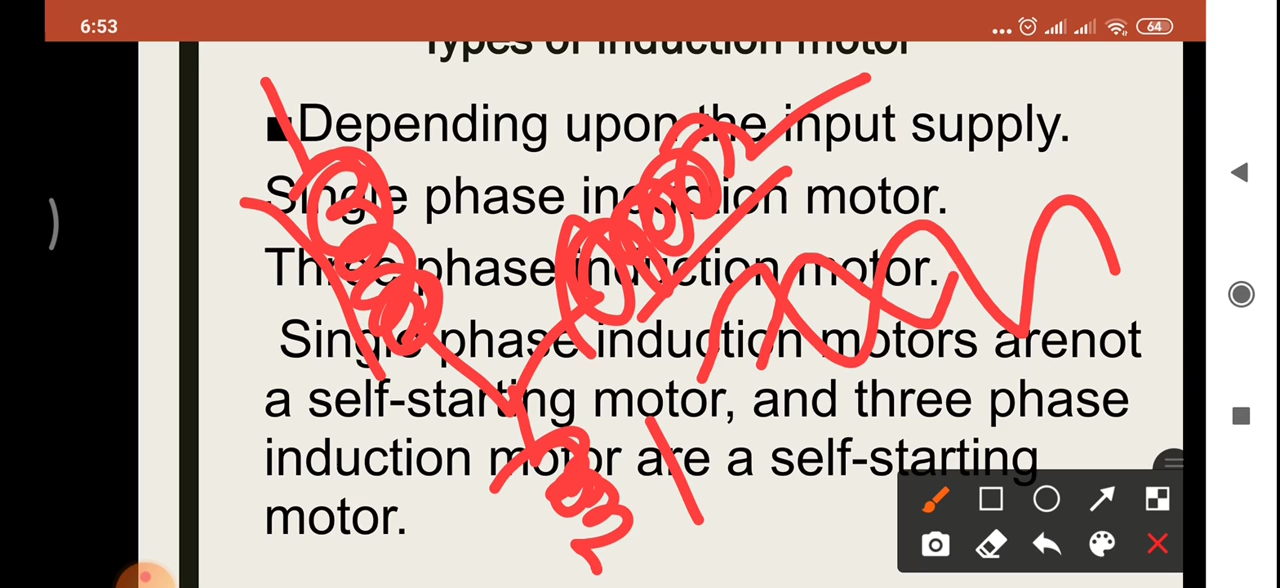 6:53
64
Types of induction motor
■Depending upon the input supply.
Single phase induction motor.
Three phase induction motor.
Single phase induction motors arenot
a self-starting motor, and three phase
induction motor are a self-starting
motor.